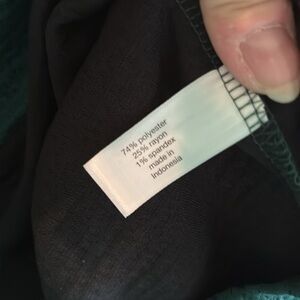 74% polyester
25% rayon
1% spandex
made in
Indonesia